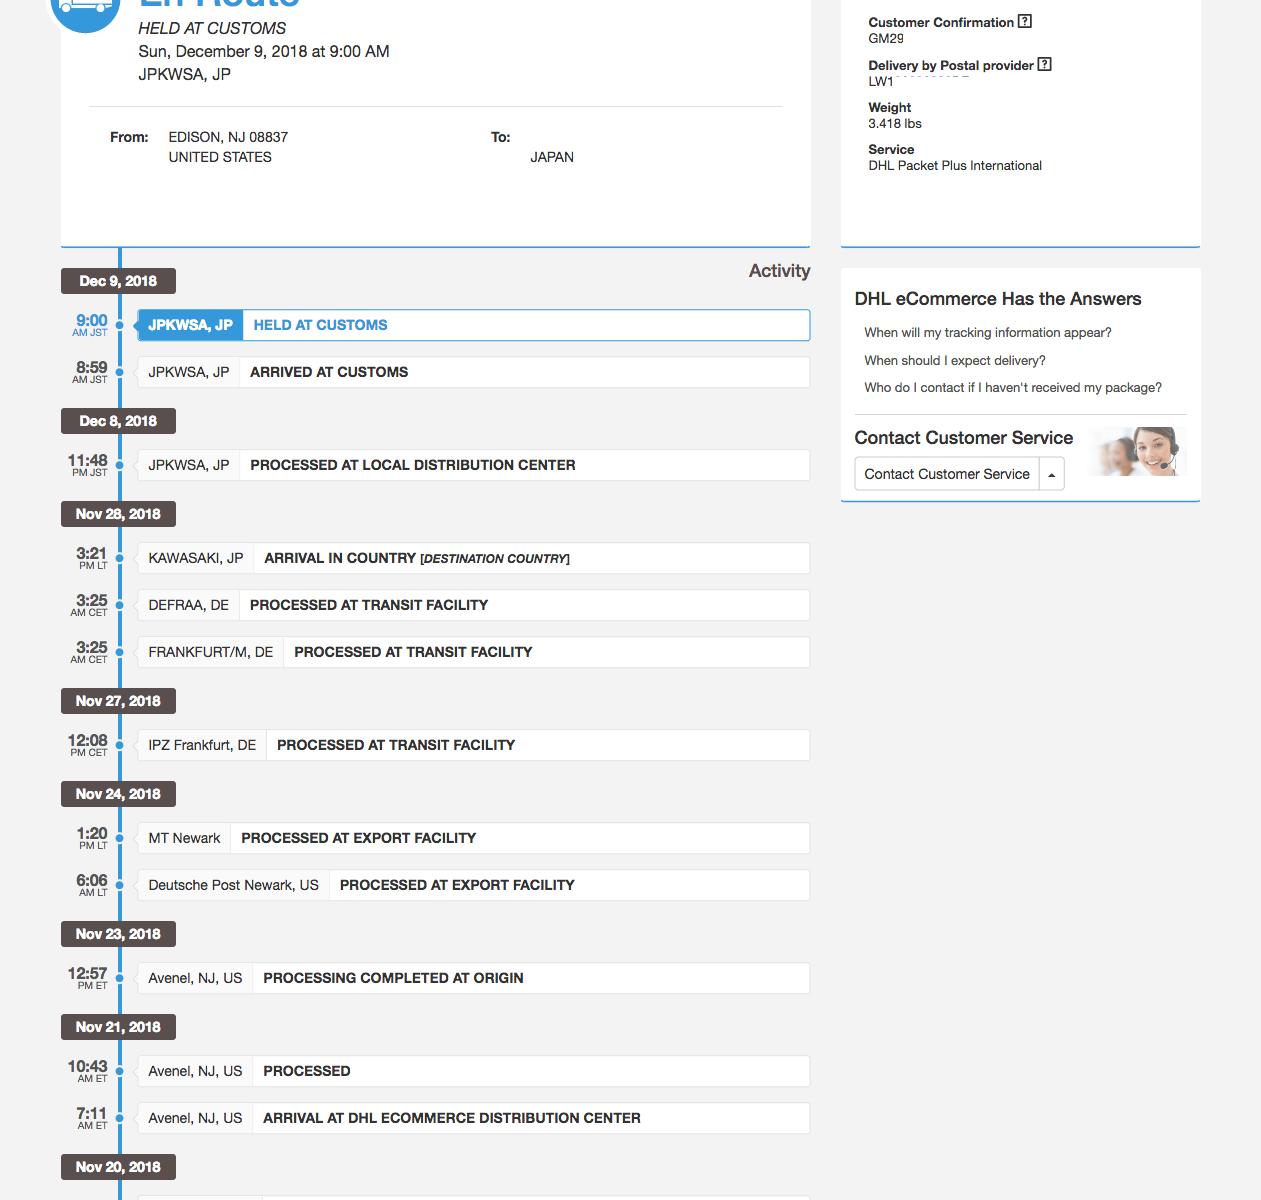 En Route
HELD AT CUSTOMS
Sun, December 9, 2018 at 9:00 AM
JPKWSA, JP
From: EDISON, NJ 08837
UNITED STATES
To:
JAPAN
Customer Confirmation [?]
GM29
Delivery by Postal provider [?]
LW1
Weight
3.418 lbs
Service
DHL Packet Plus International
Activity
Dec 9, 2018
9:00 AM JST JPKWSA, JP HELD AT CUSTOMS
8:59 AM JST JPKWSA, JP ARRIVED AT CUSTOMS
Dec 8, 2018
11:48 PM JST JPKWSA, JP PROCESSED AT LOCAL DISTRIBUTION CENTER
Nov 28, 2018
3:21 PM LT KAWASAKI, JP ARRIVAL IN COUNTRY [DESTINATION COUNTRY]
3:25 AM CET DEFRAA, DE PROCESSED AT TRANSIT FACILITY
3:25 AM CET FRANKFURT/M, DE PROCESSED AT TRANSIT FACILITY
Nov 27, 2018
12:08 PM CET IPZ Frankfurt, DE PROCESSED AT TRANSIT FACILITY
Nov 24, 2018
1:20 PM LT MT Newark PROCESSED AT EXPORT FACILITY
6:06 AM LT Deutsche Post Newark, US PROCESSED AT EXPORT FACILITY
Nov 23, 2018
12:57 PM ET Avenel, NJ, US PROCESSING COMPLETED AT ORIGIN
Nov 21, 2018
10:43 AM ET Avenel, NJ, US PROCESSED
7:11 AM ET Avenel, NJ, US ARRIVAL AT DHL ECOMMERCE DISTRIBUTION CENTER
Nov 20, 2018
DHL eCommerce Has the Answers
When will my tracking information appear?
When should I expect delivery?
Who do I contact if I haven't received my package?
Contact Customer Service
Contact Customer Service